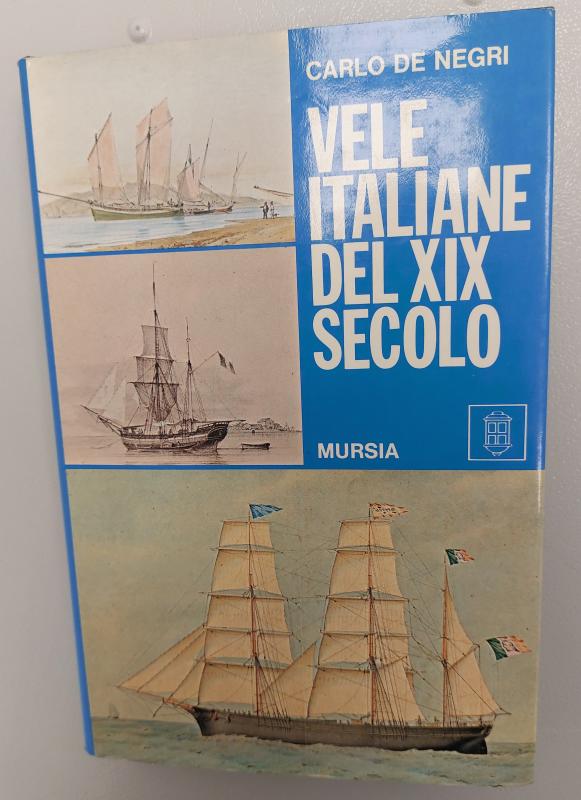 CARLO DE NEGRI
VELE
ITALIANE
DEL XIX
SECOLO
MURSIA